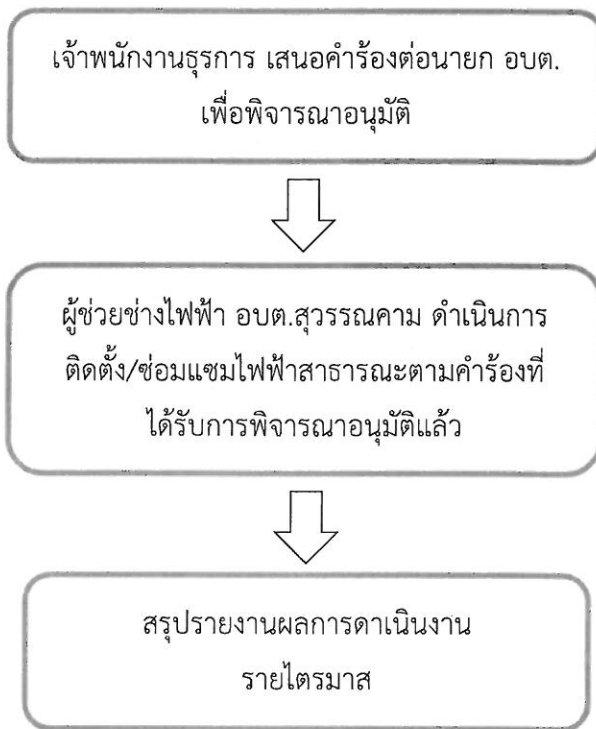 เจ้าพนักงานธุรการ เสนอคำร้องต่อนายก อบต.
เพื่อพิจารณาอนุมัติ
ผู้ช่วยช่างไฟฟ้า อบต.สุวรรณคาม ดำเนินการ
ติดตั้ง/ซ่อมแซมไฟฟ้าสาธารณะตามคำร้องที่
ได้รับการพิจารณาอนุมัติแล้ว
สรุปรายงานผลการดาเนินงาน
รายไตรมาส